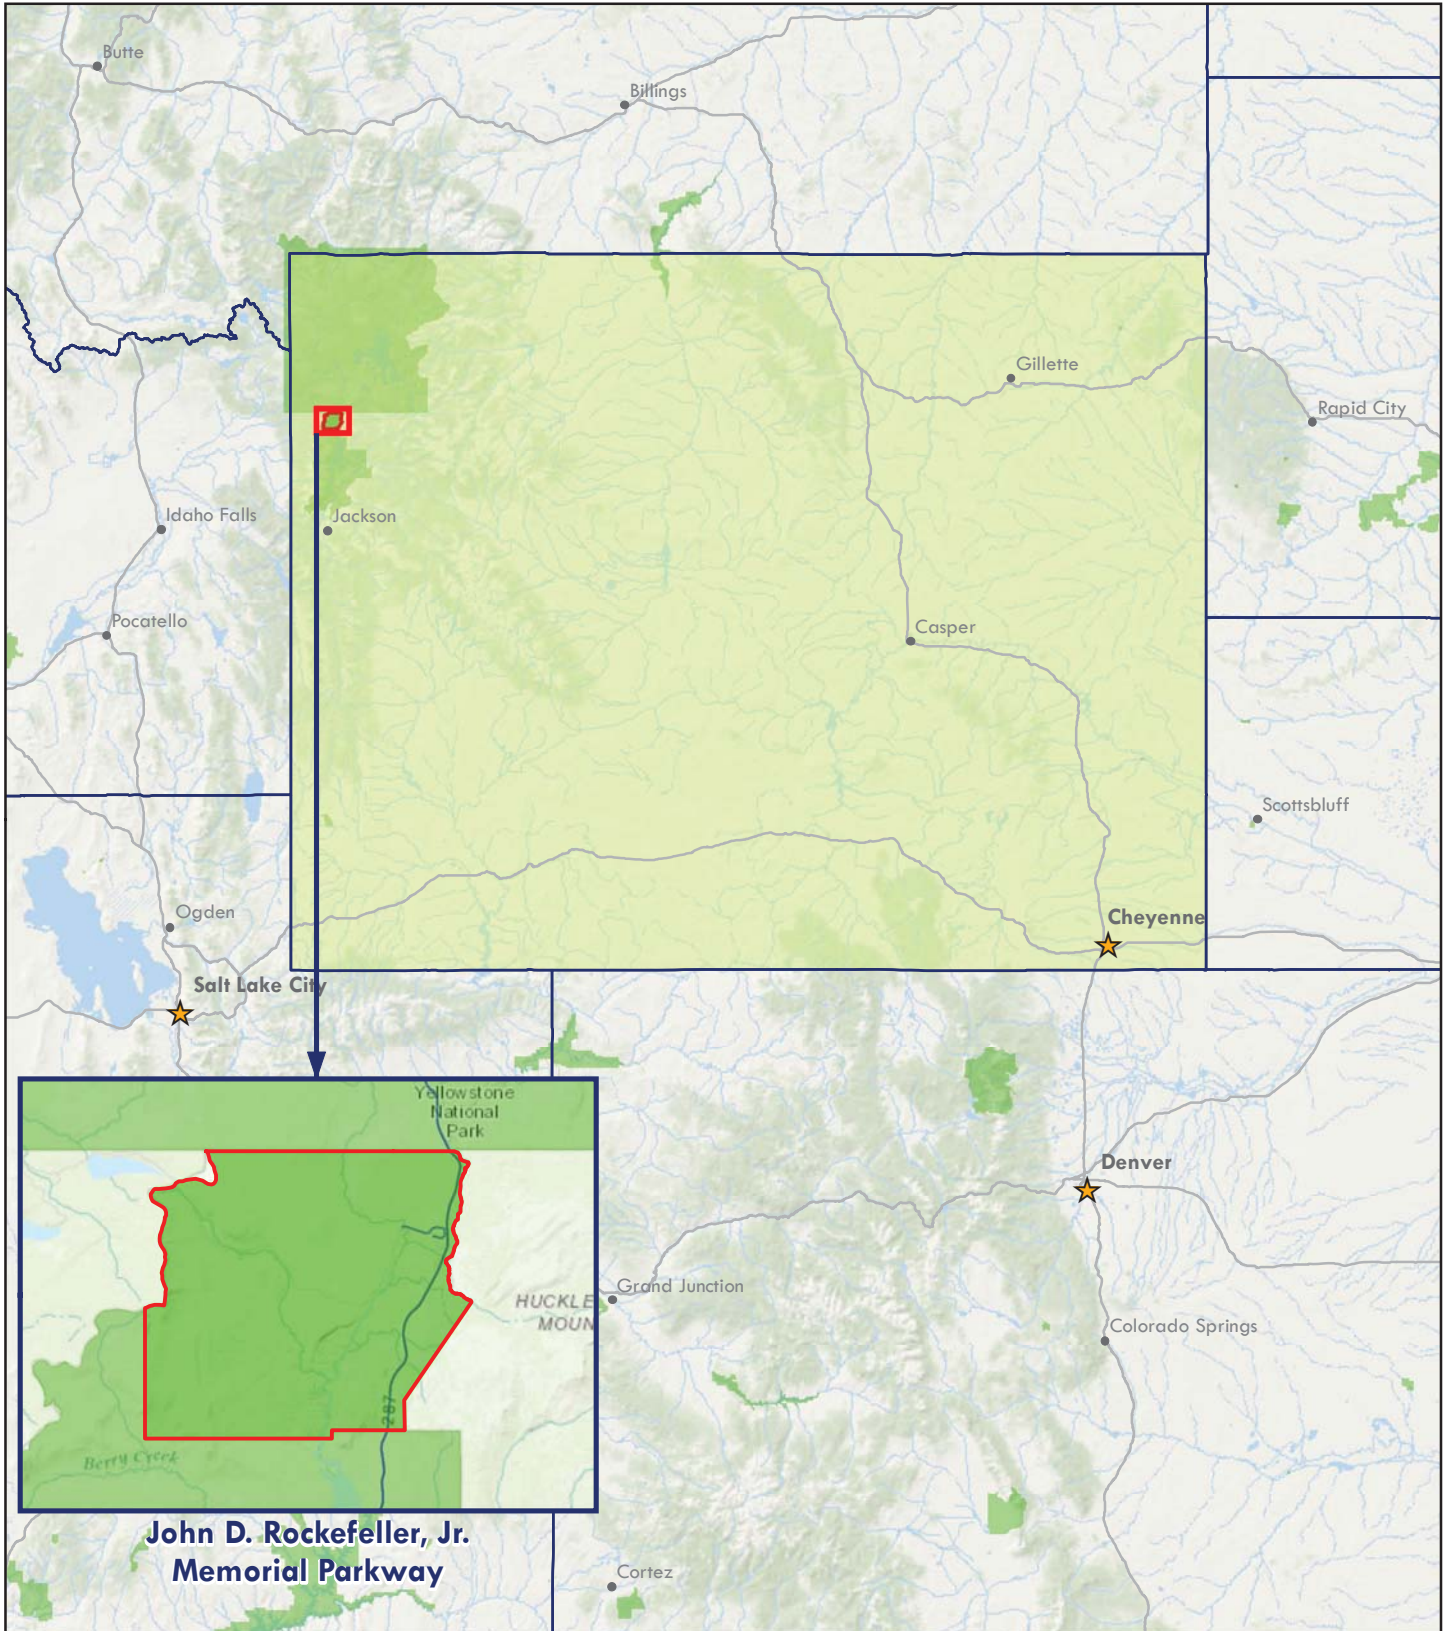 Butte
Billings
Gillette
Rapid City
Idaho Falls
Jackson
Pocatello
Casper
Scottsbluff
Ogden
Cheyenne
Salt Lake City
Yellowstone
National
Park
Denver
HUCKLE
MOUN
Grand Junction
Colorado Springs
287
Berry Creek
John D. Rockefeller, Jr.
Memorial Parkway
Cortez